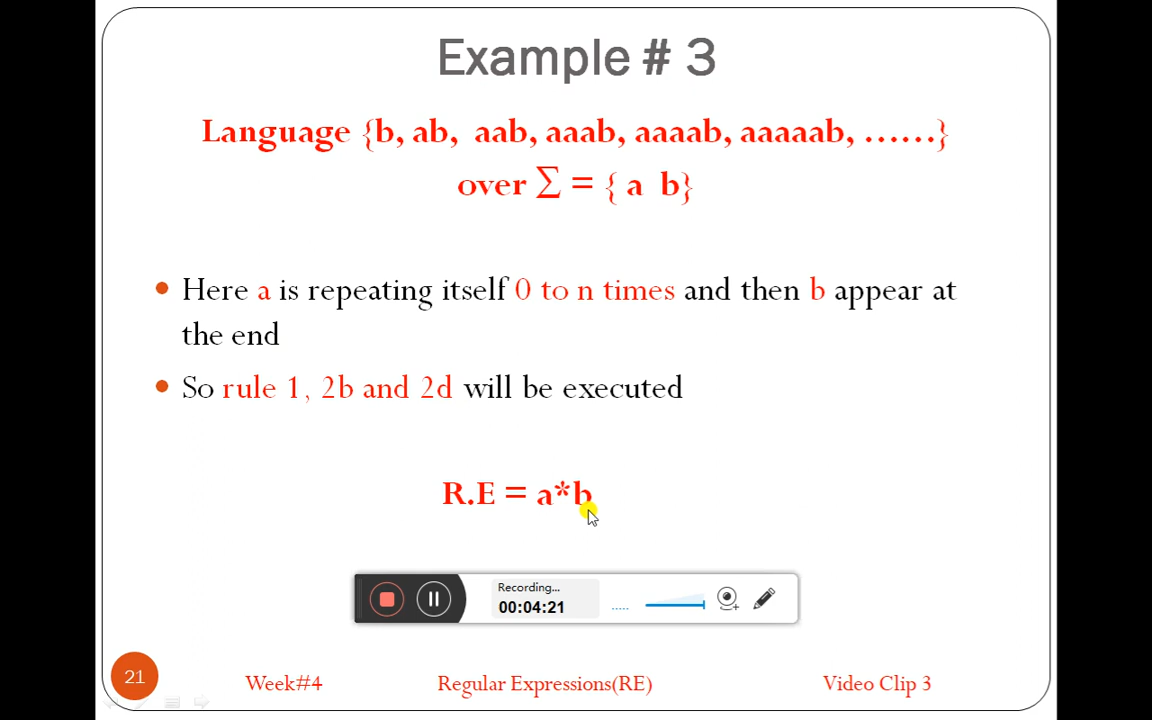 Example # 3
Language {b, ab, aab, aaab, aaaab, aaaaab, ……}
over ∑ = { a b}
Here a is repeating itself 0 to n times and then b appear at
the end
So rule 1, 2b and 2d will be executed
R.E = a*b
Recording...
00:04:21
21
Week#4
Regular Expressions(RE)
Video Clip 3